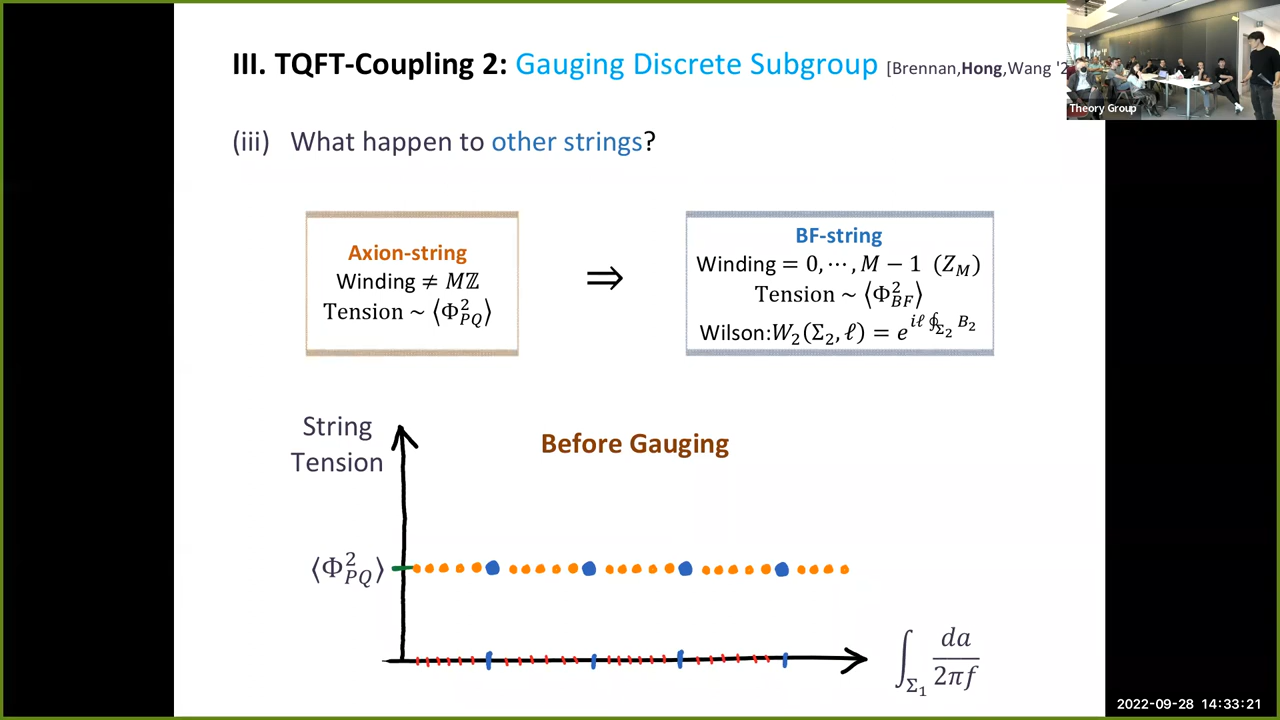 III. TQFT-Coupling 2: Gauging Discrete Subgroup [Brennan,Hong,Wang '2
Theory Group
(iii) What happen to other strings?
Axion-string
Winding ≠ Mℤ
Tension ~ ⟨Φ²_PQ⟩
⇒
BF-string
Winding = 0, ⋯, M − 1 (Z_M)
Tension ~ ⟨Φ²_BF⟩
Wilson: W₂(Σ₂, ℓ) = e^{iℓ ∮_{Σ₂} B₂}
String
Tension
Before Gauging
⟨Φ²_PQ⟩
∫_{Σ₁} da/2πf
2022-09-28 14:33:21